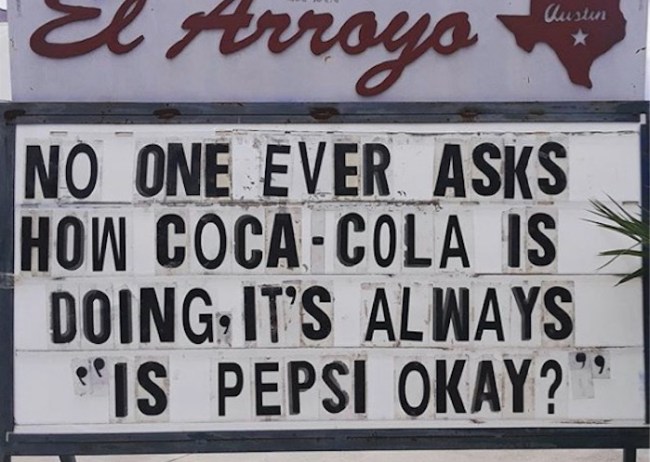 El Arroyo
Austin
NO ONE EVER ASKS
HOW COCA-COLA IS
DOING, IT'S ALWAYS
"IS PEPSI OKAY?"